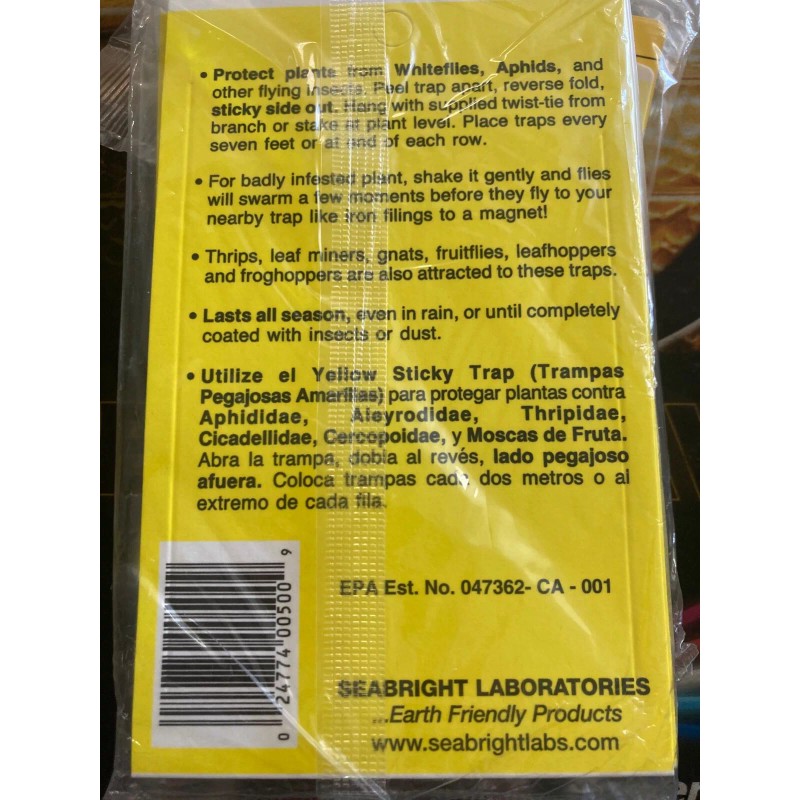 • Protect plants from Whiteflies, Aphids, and
other flying insects. Peel trap apart, reverse fold,
sticky side out. Hang with supplied twist-tie from
branch or stake at plant level. Place traps every
seven feet or at end of each row.
• For badly infested plant, shake it gently and flies
will swarm a few moments before they fly to your
nearby trap like iron filings to a magnet!
• Thrips, leaf miners, gnats, fruitflies, leafhoppers
and froghoppers are also attracted to these traps.
• Lasts all season, even in rain, or until completely
coated with insects or dust.
• Utilize el Yellow Sticky Trap (Trampas
Pegajosas Amarillas) para protegar plantas contra
Aphididae, Aleyrodidae, Thripidae,
Cicadellidae, Cercopoidae, y Moscas de Fruta.
Abra la trampa, dobla al revés, lado pegajoso
afuera. Coloca trampas cada dos metros o al
extremo de cada fila.
0 24774 00500 9
EPA Est. No. 047362- CA - 001
SEABRIGHT LABORATORIES
...Earth Friendly Products
www.seabrightlabs.com